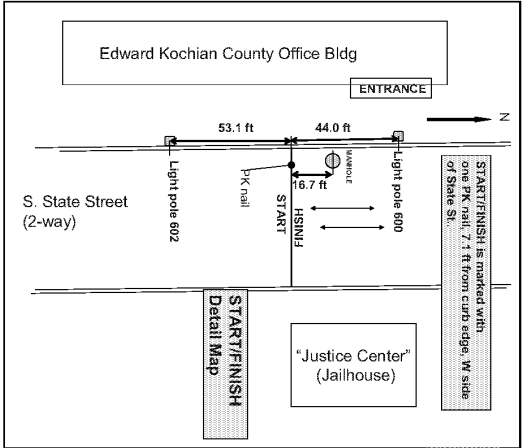 Edward Kochian County Office Bldg
ENTRANCE
53.1 ft
44.0 ft
N
Light pole 602
PK nail
MANHOLE
16.7 ft
Light pole 600
START
FINISH
S. State Street
(2-way)
START/FINISH is marked with
one PK nail, 7.1 ft from curb edge, W side
of State St.
START/FINISH
Detail Map
"Justice Center"
(Jailhouse)